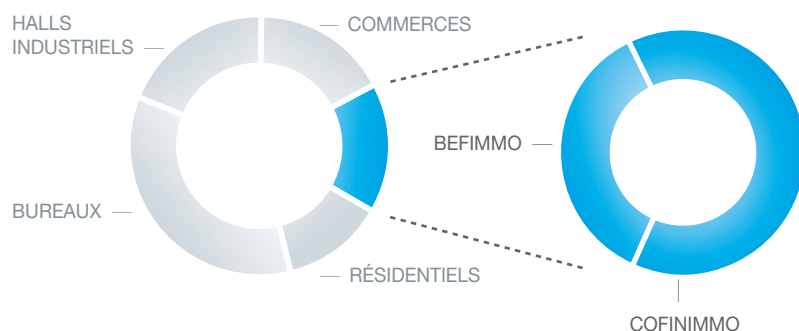 HALLS
INDUSTRIELS
COMMERCES
BEFIMMO
BUREAUX
RÉSIDENTIELS
COFINIMMO